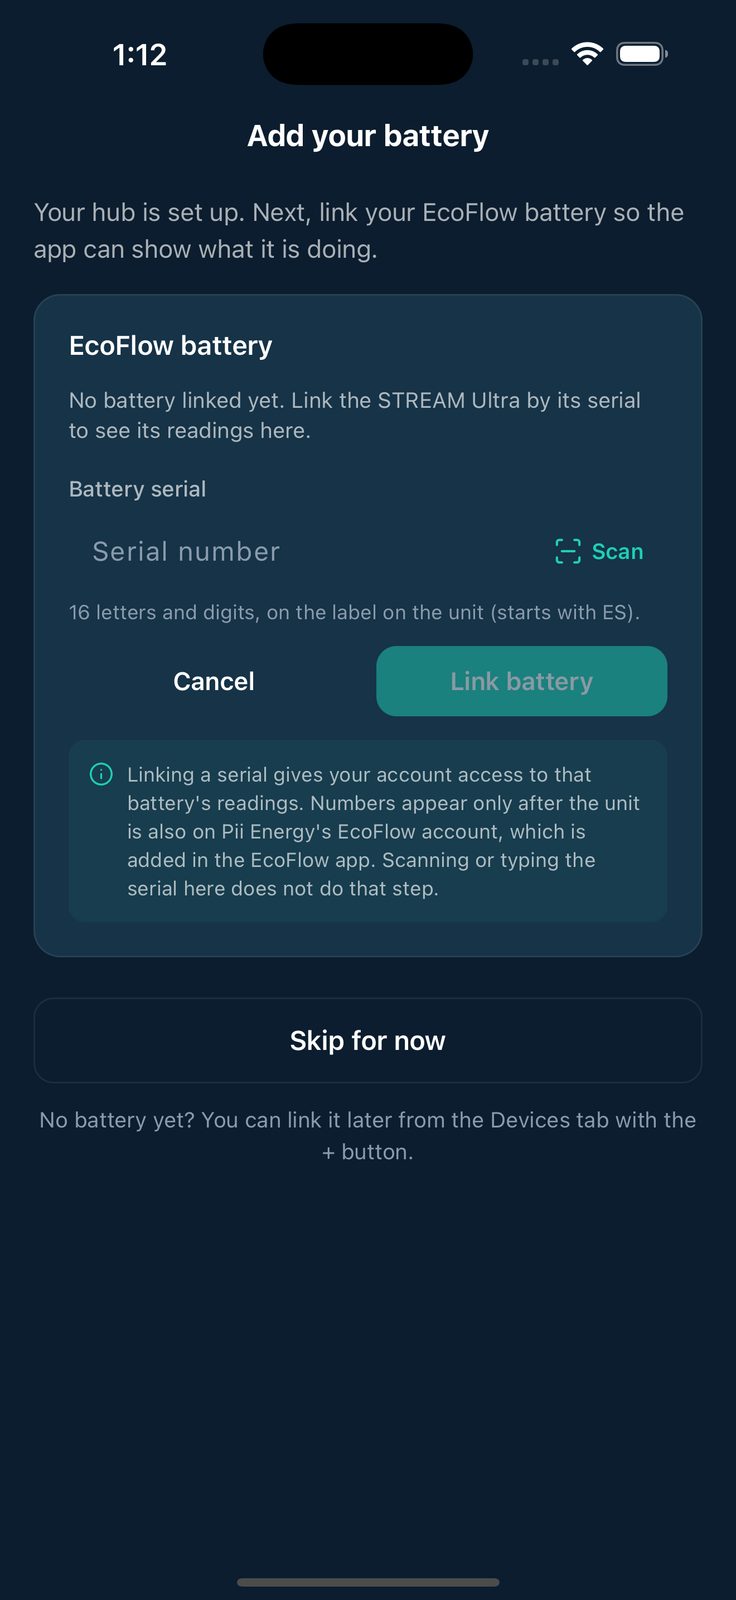 1:12
Add your battery
Your hub is set up. Next, link your EcoFlow battery so the
app can show what it is doing.
EcoFlow battery
No battery linked yet. Link the STREAM Ultra by its serial
to see its readings here.
Battery serial
Serial number
Scan
16 letters and digits, on the label on the unit (starts with ES).
Cancel
Link battery
Linking a serial gives your account access to that
battery's readings. Numbers appear only after the unit
is also on Pii Energy's EcoFlow account, which is
added in the EcoFlow app. Scanning or typing the
serial here does not do that step.
Skip for now
No battery yet? You can link it later from the Devices tab with the
+ button.